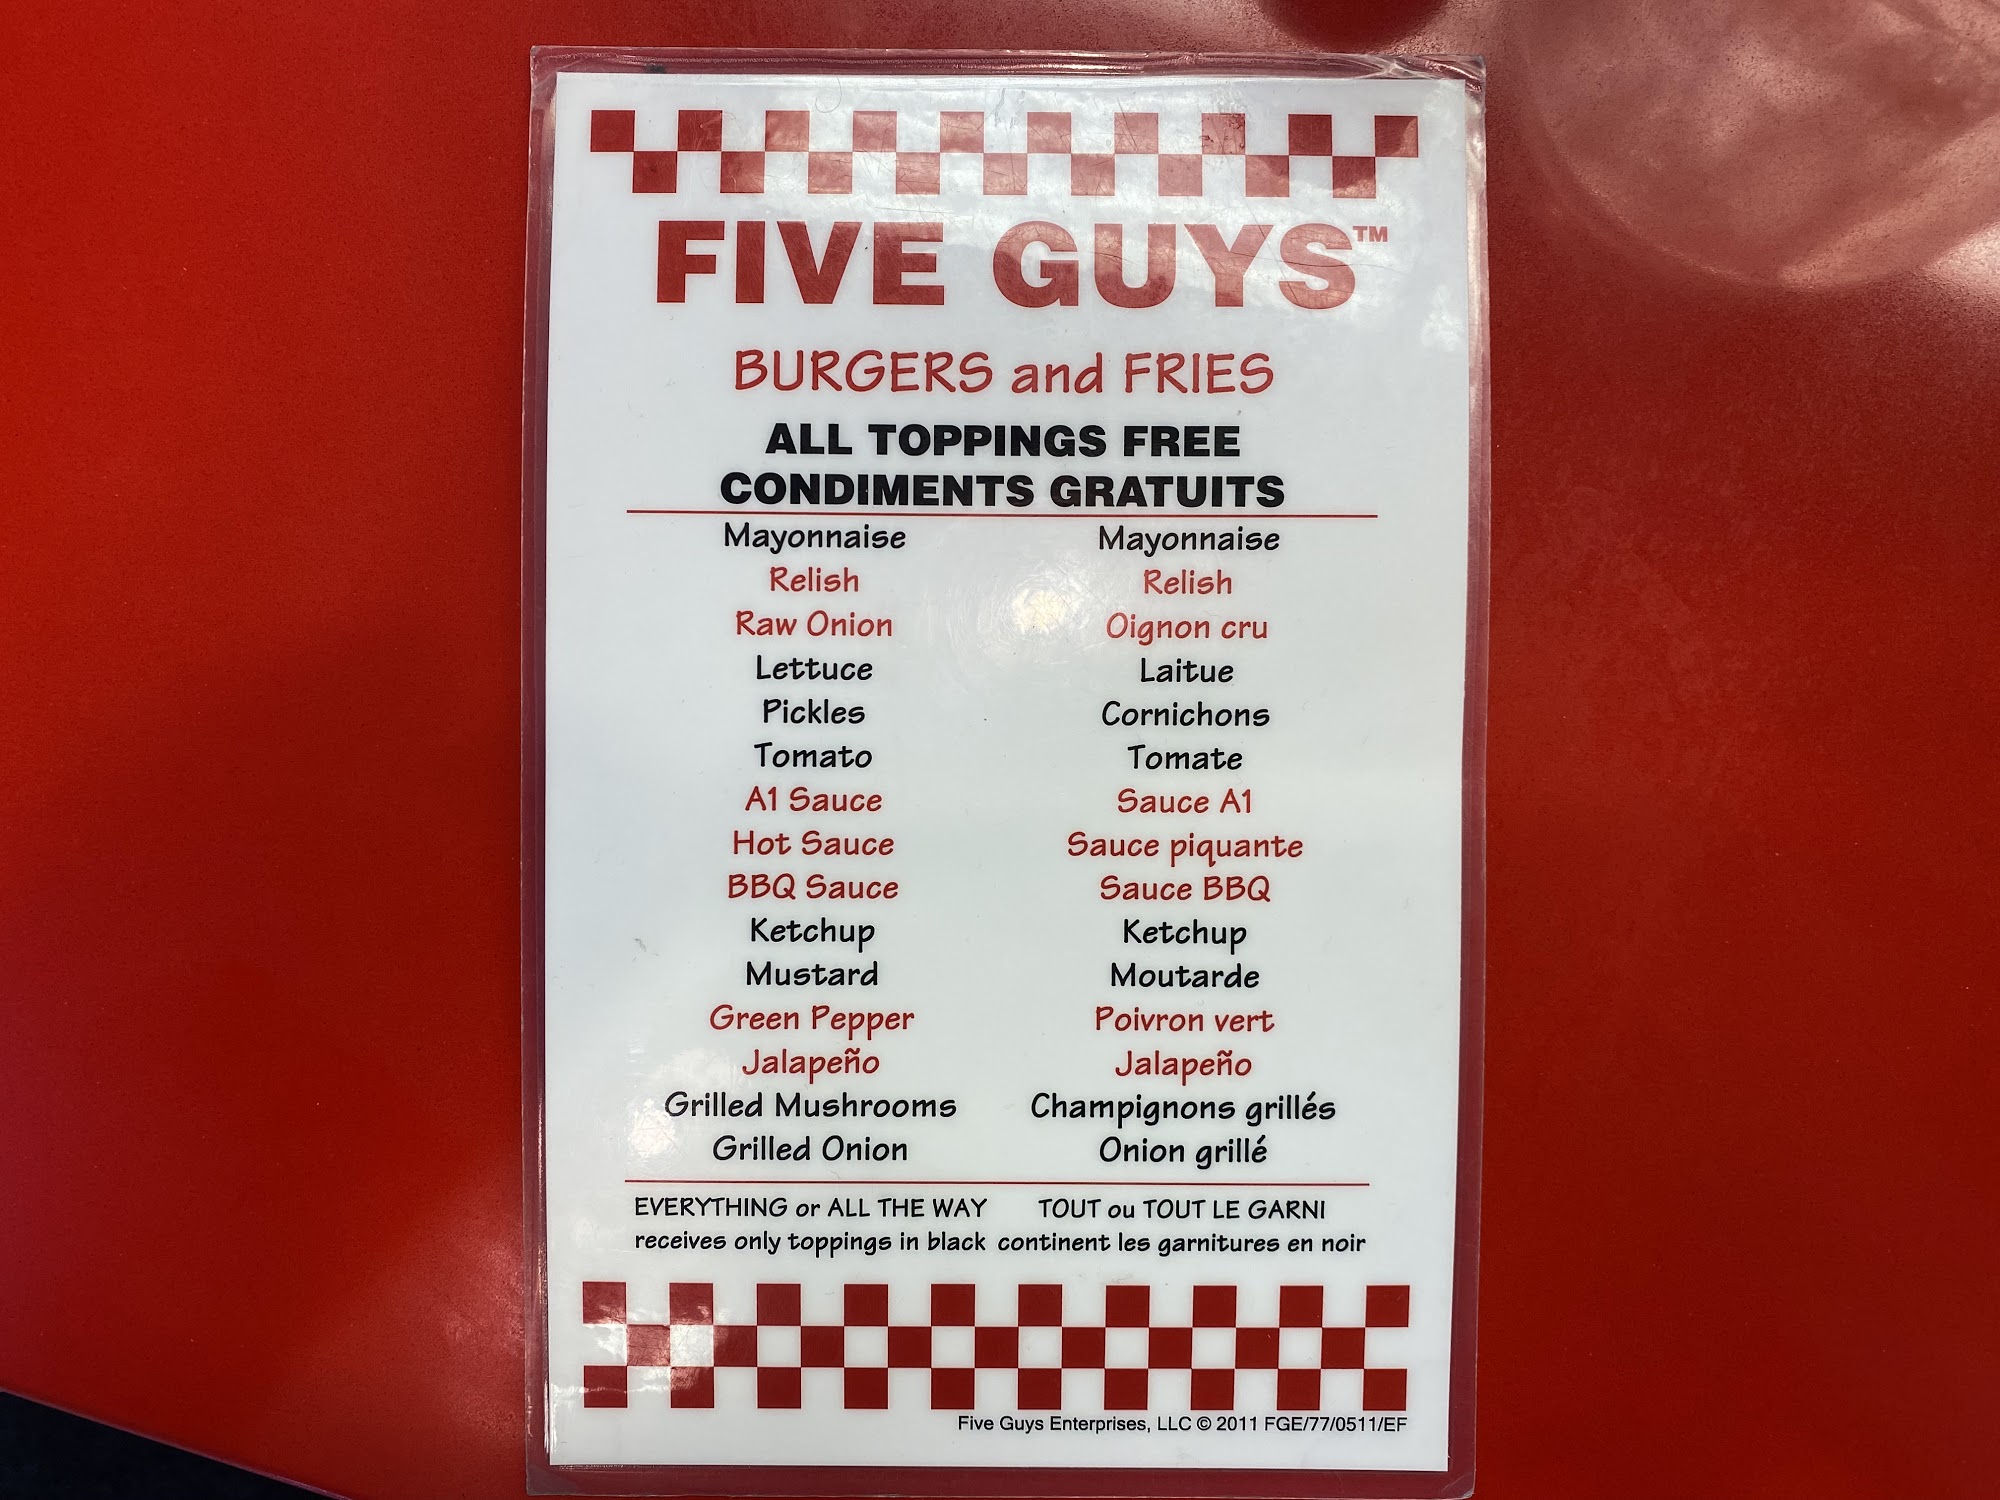 FIVE GUYS™
BURGERS and FRIES
ALL TOPPINGS FREE
CONDIMENTS GRATUITS
Mayonnaise Mayonnaise
Relish Relish
Raw Onion Oignon cru
Lettuce Laitue
Pickles Cornichons
Tomato Tomate
A1 Sauce Sauce A1
Hot Sauce Sauce piquante
BBQ Sauce Sauce BBQ
Ketchup Ketchup
Mustard Moutarde
Green Pepper Poivron vert
Jalapeño Jalapeño
Grilled Mushrooms Champignons grillés
Grilled Onion Onion grillé
EVERYTHING or ALL THE WAY TOUT ou TOUT LE GARNI
receives only toppings in black continent les garnitures en noir
Five Guys Enterprises, LLC © 2011 FGE/77/0511/EF